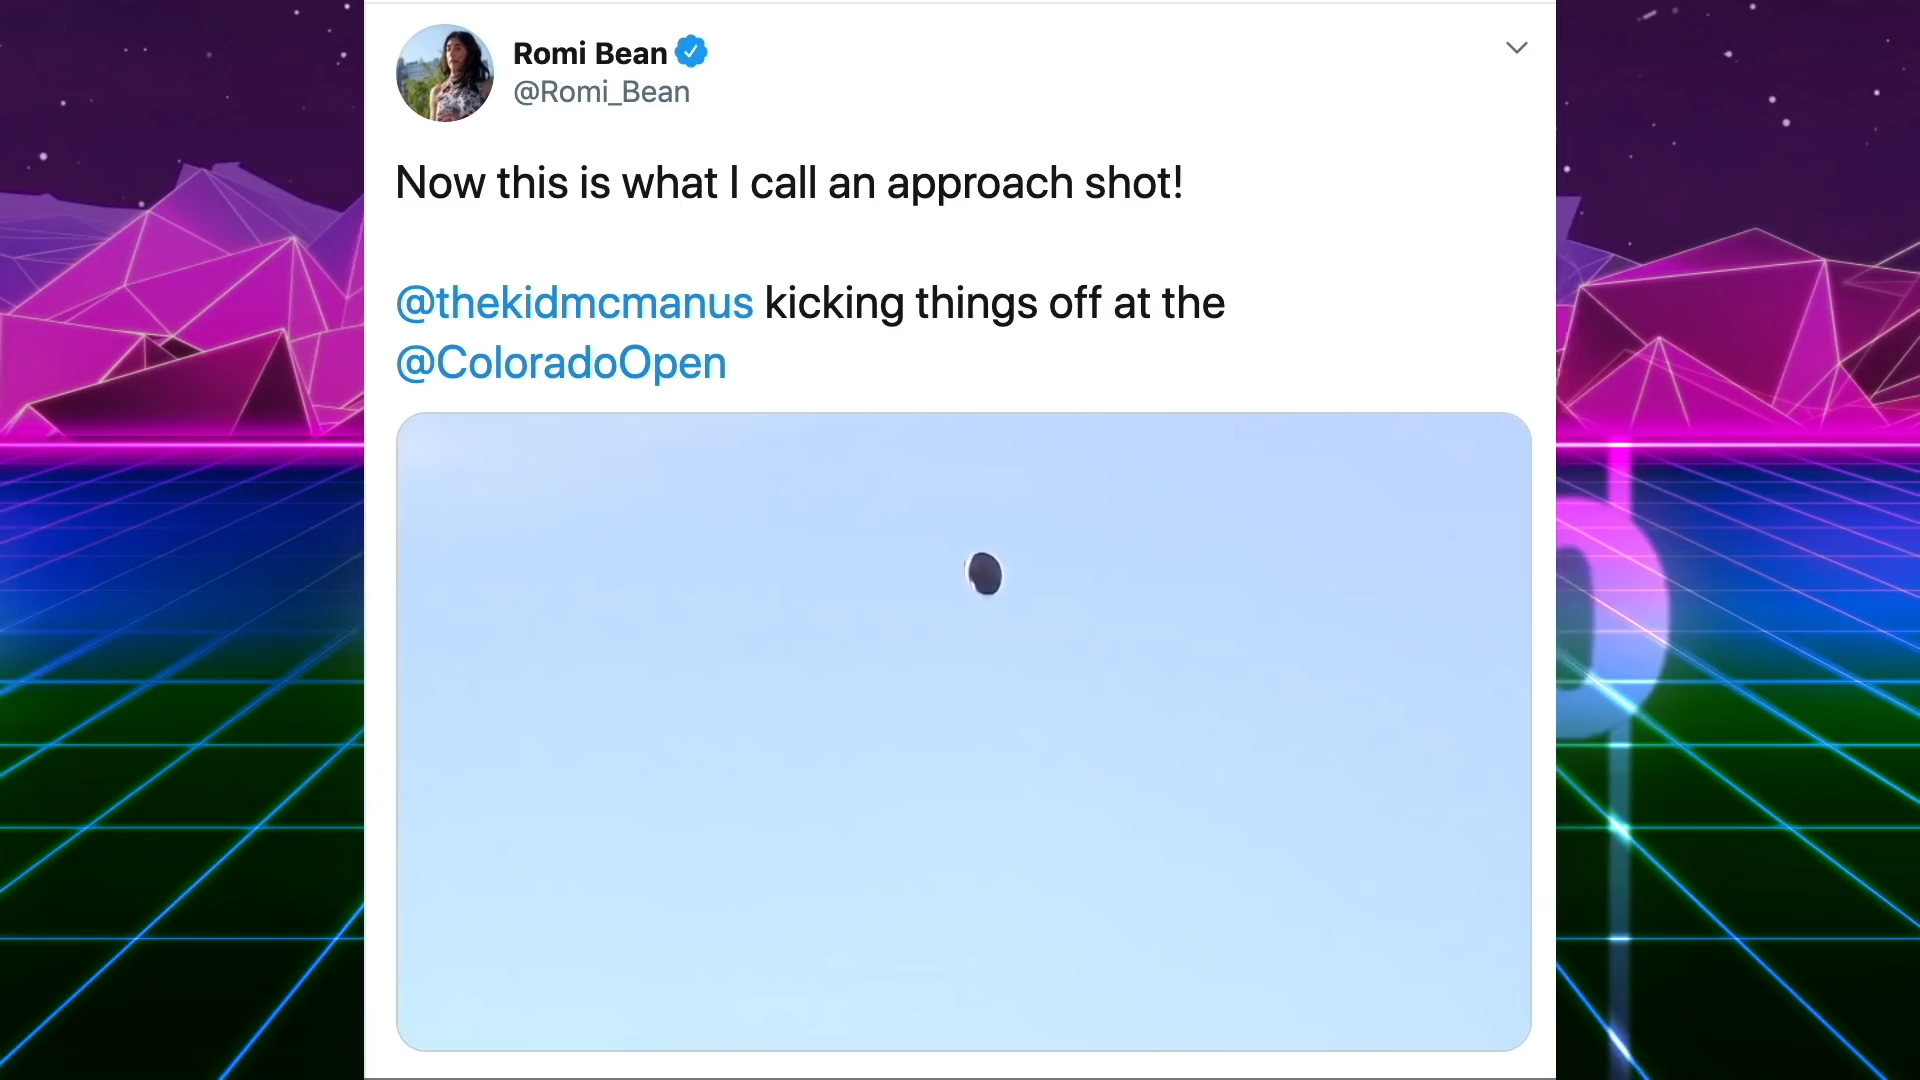 Romi Bean
@Romi_Bean
Now this is what I call an approach shot!
@thekidmcmanus kicking things off at the
@ColoradoOpen